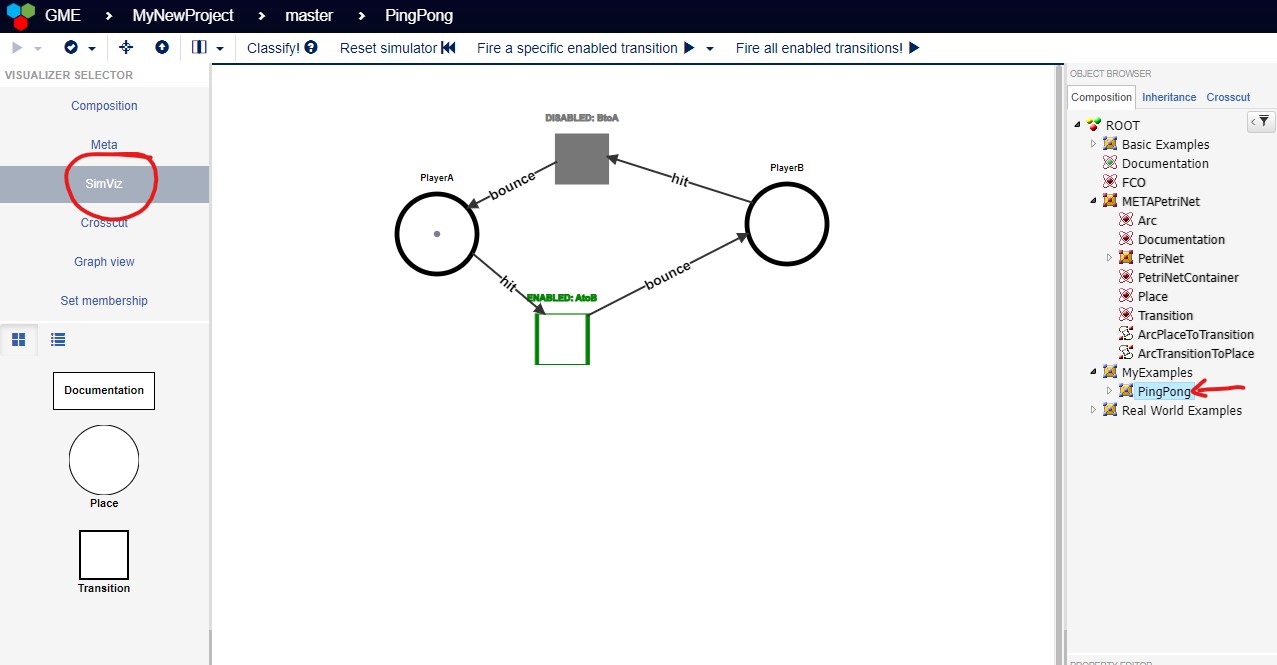 GME > MyNewProject > master > PingPong
Classify! Reset simulator Fire a specific enabled transition Fire all enabled transitions!
VISUALIZER SELECTOR
Composition
Meta
SimViz
Crosscut
Graph view
Set membership
Documentation
Place
Transition
DISABLED: BtoA
PlayerA
PlayerB
bounce
hit
hit
bounce
ENABLED: AtoB
OBJECT BROWSER
Composition Inheritance Crosscut
ROOT
Basic Examples
Documentation
FCO
METAPetriNet
Arc
Documentation
PetriNet
PetriNetContainer
Place
Transition
ArcPlaceToTransition
ArcTransitionToPlace
MyExamples
PingPong
Real World Examples
PROPERTY EDITOR